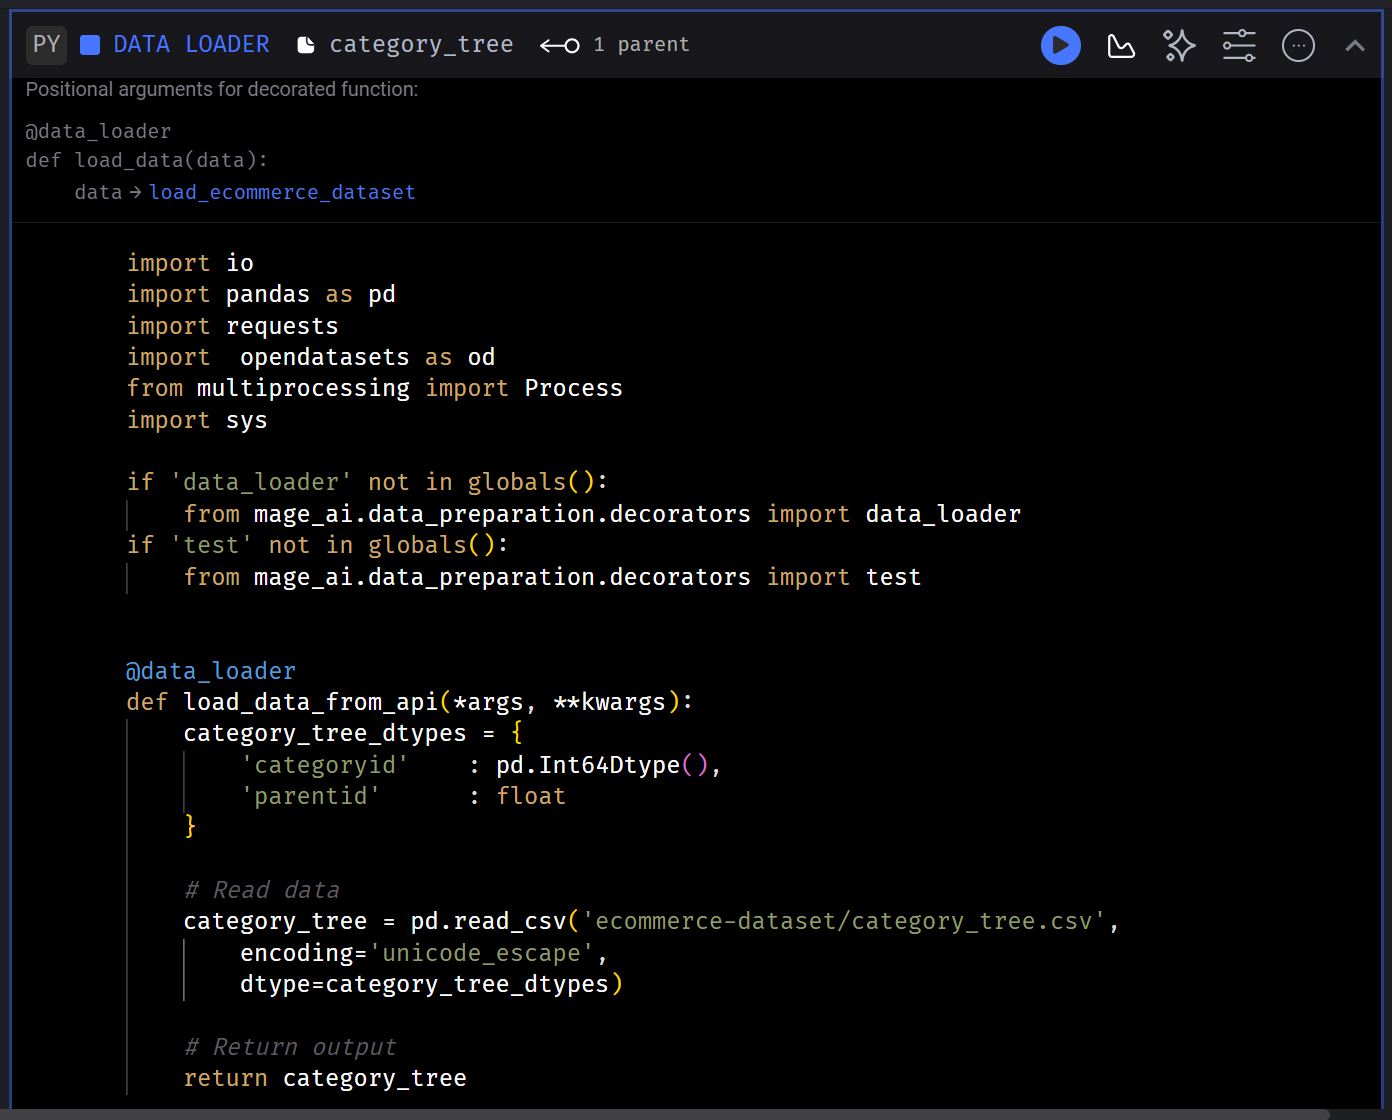 PY DATA LOADER category_tree 1 parent
Positional arguments for decorated function:
@data_loader
def load_data(data):
    data → load_ecommerce_dataset
import io
import pandas as pd
import requests
import  opendatasets as od
from multiprocessing import Process
import sys
if 'data_loader' not in globals():
    from mage_ai.data_preparation.decorators import data_loader
if 'test' not in globals():
    from mage_ai.data_preparation.decorators import test
@data_loader
def load_data_from_api(*args, **kwargs):
    category_tree_dtypes = {
        'categoryid'    : pd.Int64Dtype(),
        'parentid'      : float
    }
    # Read data
    category_tree = pd.read_csv('ecommerce-dataset/category_tree.csv',
        encoding='unicode_escape',
        dtype=category_tree_dtypes)
    # Return output
    return category_tree